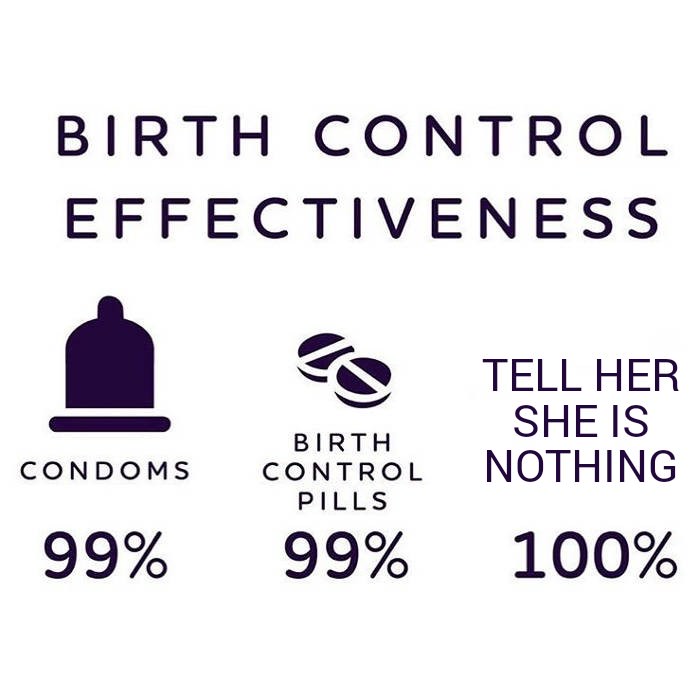 BIRTH CONTROL
EFFECTIVENESS
CONDOMS
99%
BIRTH
CONTROL
PILLS
99%
TELL HER
SHE IS
NOTHING
100%